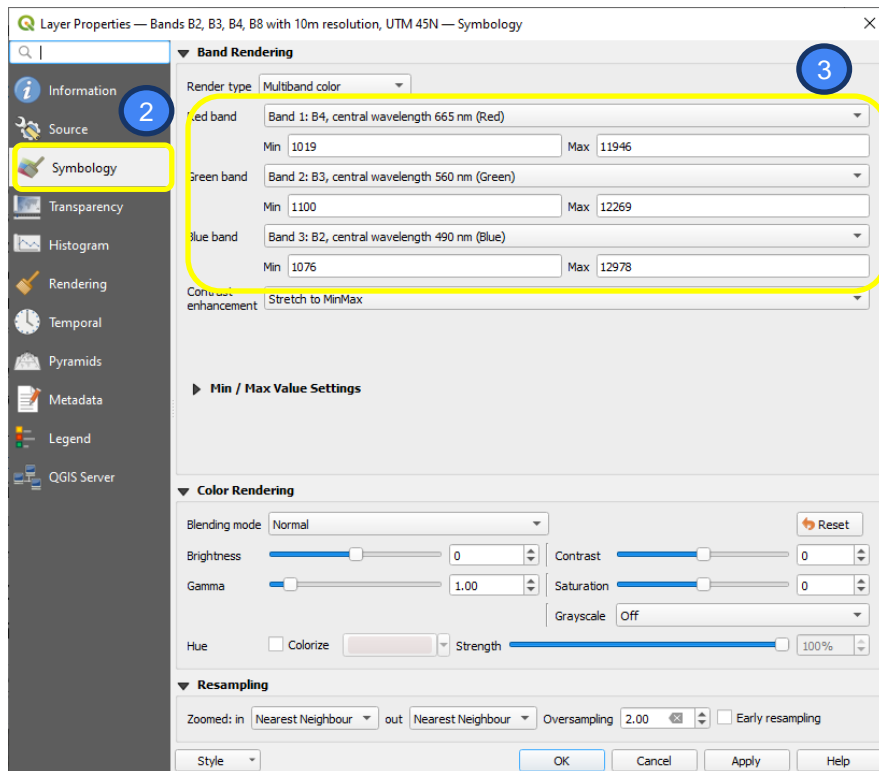 Layer Properties — Bands B2, B3, B4, B8 with 10m resolution, UTM 45N — Symbology
Information
Source
Symbology
Transparency
Histogram
Rendering
Temporal
Pyramids
Metadata
Legend
QGIS Server
2
3
Band Rendering
Render type Multiband color
Red band Band 1: B4, central wavelength 665 nm (Red)
Min 1019 Max 11946
Green band Band 2: B3, central wavelength 560 nm (Green)
Min 1100 Max 12269
Blue band Band 3: B2, central wavelength 490 nm (Blue)
Min 1076 Max 12978
Contrast
enhancement Stretch to MinMax
Min / Max Value Settings
Color Rendering
Blending mode Normal Reset
Brightness 0 Contrast 0
Gamma 1.00 Saturation 0
Grayscale Off
Hue Colorize Strength 100%
Resampling
Zoomed: in Nearest Neighbour out Nearest Neighbour Oversampling 2.00 Early resampling
Style OK Cancel Apply Help